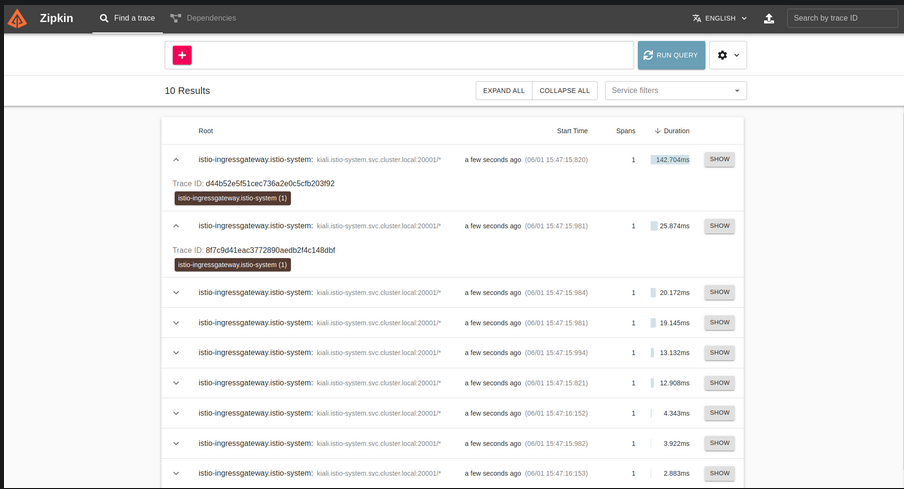 Zipkin Find a trace Dependencies ENGLISH Search by trace ID
+ RUN QUERY
10 Results EXPAND ALL COLLAPSE ALL Service filters
Root Start Time Spans Duration
istio-ingressgateway.istio-system: kiali.istio-system.svc.cluster.local:20001/* a few seconds ago (06/01 15:47:15:820) 1 142.704ms SHOW
Trace ID: d44b52e5f51cec736a2e0c5cfb203f92
istio-ingressgateway.istio-system (1)
istio-ingressgateway.istio-system: kiali.istio-system.svc.cluster.local:20001/* a few seconds ago (06/01 15:47:15:981) 1 25.874ms SHOW
Trace ID: 8f7c9d41eac3772890aedb2f4c148dbf
istio-ingressgateway.istio-system (1)
istio-ingressgateway.istio-system: kiali.istio-system.svc.cluster.local:20001/* a few seconds ago (06/01 15:47:15:984) 1 20.172ms SHOW
istio-ingressgateway.istio-system: kiali.istio-system.svc.cluster.local:20001/* a few seconds ago (06/01 15:47:15:981) 1 19.145ms SHOW
istio-ingressgateway.istio-system: kiali.istio-system.svc.cluster.local:20001/* a few seconds ago (06/01 15:47:15:994) 1 13.132ms SHOW
istio-ingressgateway.istio-system: kiali.istio-system.svc.cluster.local:20001/* a few seconds ago (06/01 15:47:15:821) 1 12.908ms SHOW
istio-ingressgateway.istio-system: kiali.istio-system.svc.cluster.local:20001/* a few seconds ago (06/01 15:47:16:152) 1 4.343ms SHOW
istio-ingressgateway.istio-system: kiali.istio-system.svc.cluster.local:20001/* a few seconds ago (06/01 15:47:15:982) 1 3.922ms SHOW
istio-ingressgateway.istio-system: kiali.istio-system.svc.cluster.local:20001/* a few seconds ago (06/01 15:47:16:153) 1 2.883ms SHOW